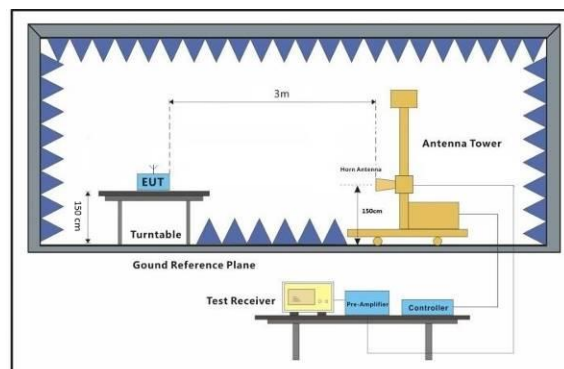 3m
Antenna Tower
Horn Antenna
EUT
150 cm
150cm
Turntable
Gound Reference Plane
Test Receiver
Pre-Amplifier
Controller